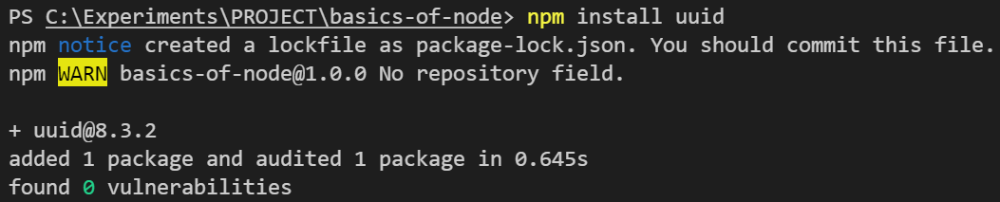 PS C:\Experiments\PROJECT\basics-of-node> npm install uuid
npm notice created a lockfile as package-lock.json. You should commit this file.
npm WARN basics-of-node@1.0.0 No repository field.
+ uuid@8.3.2
added 1 package and audited 1 package in 0.645s
found 0 vulnerabilities